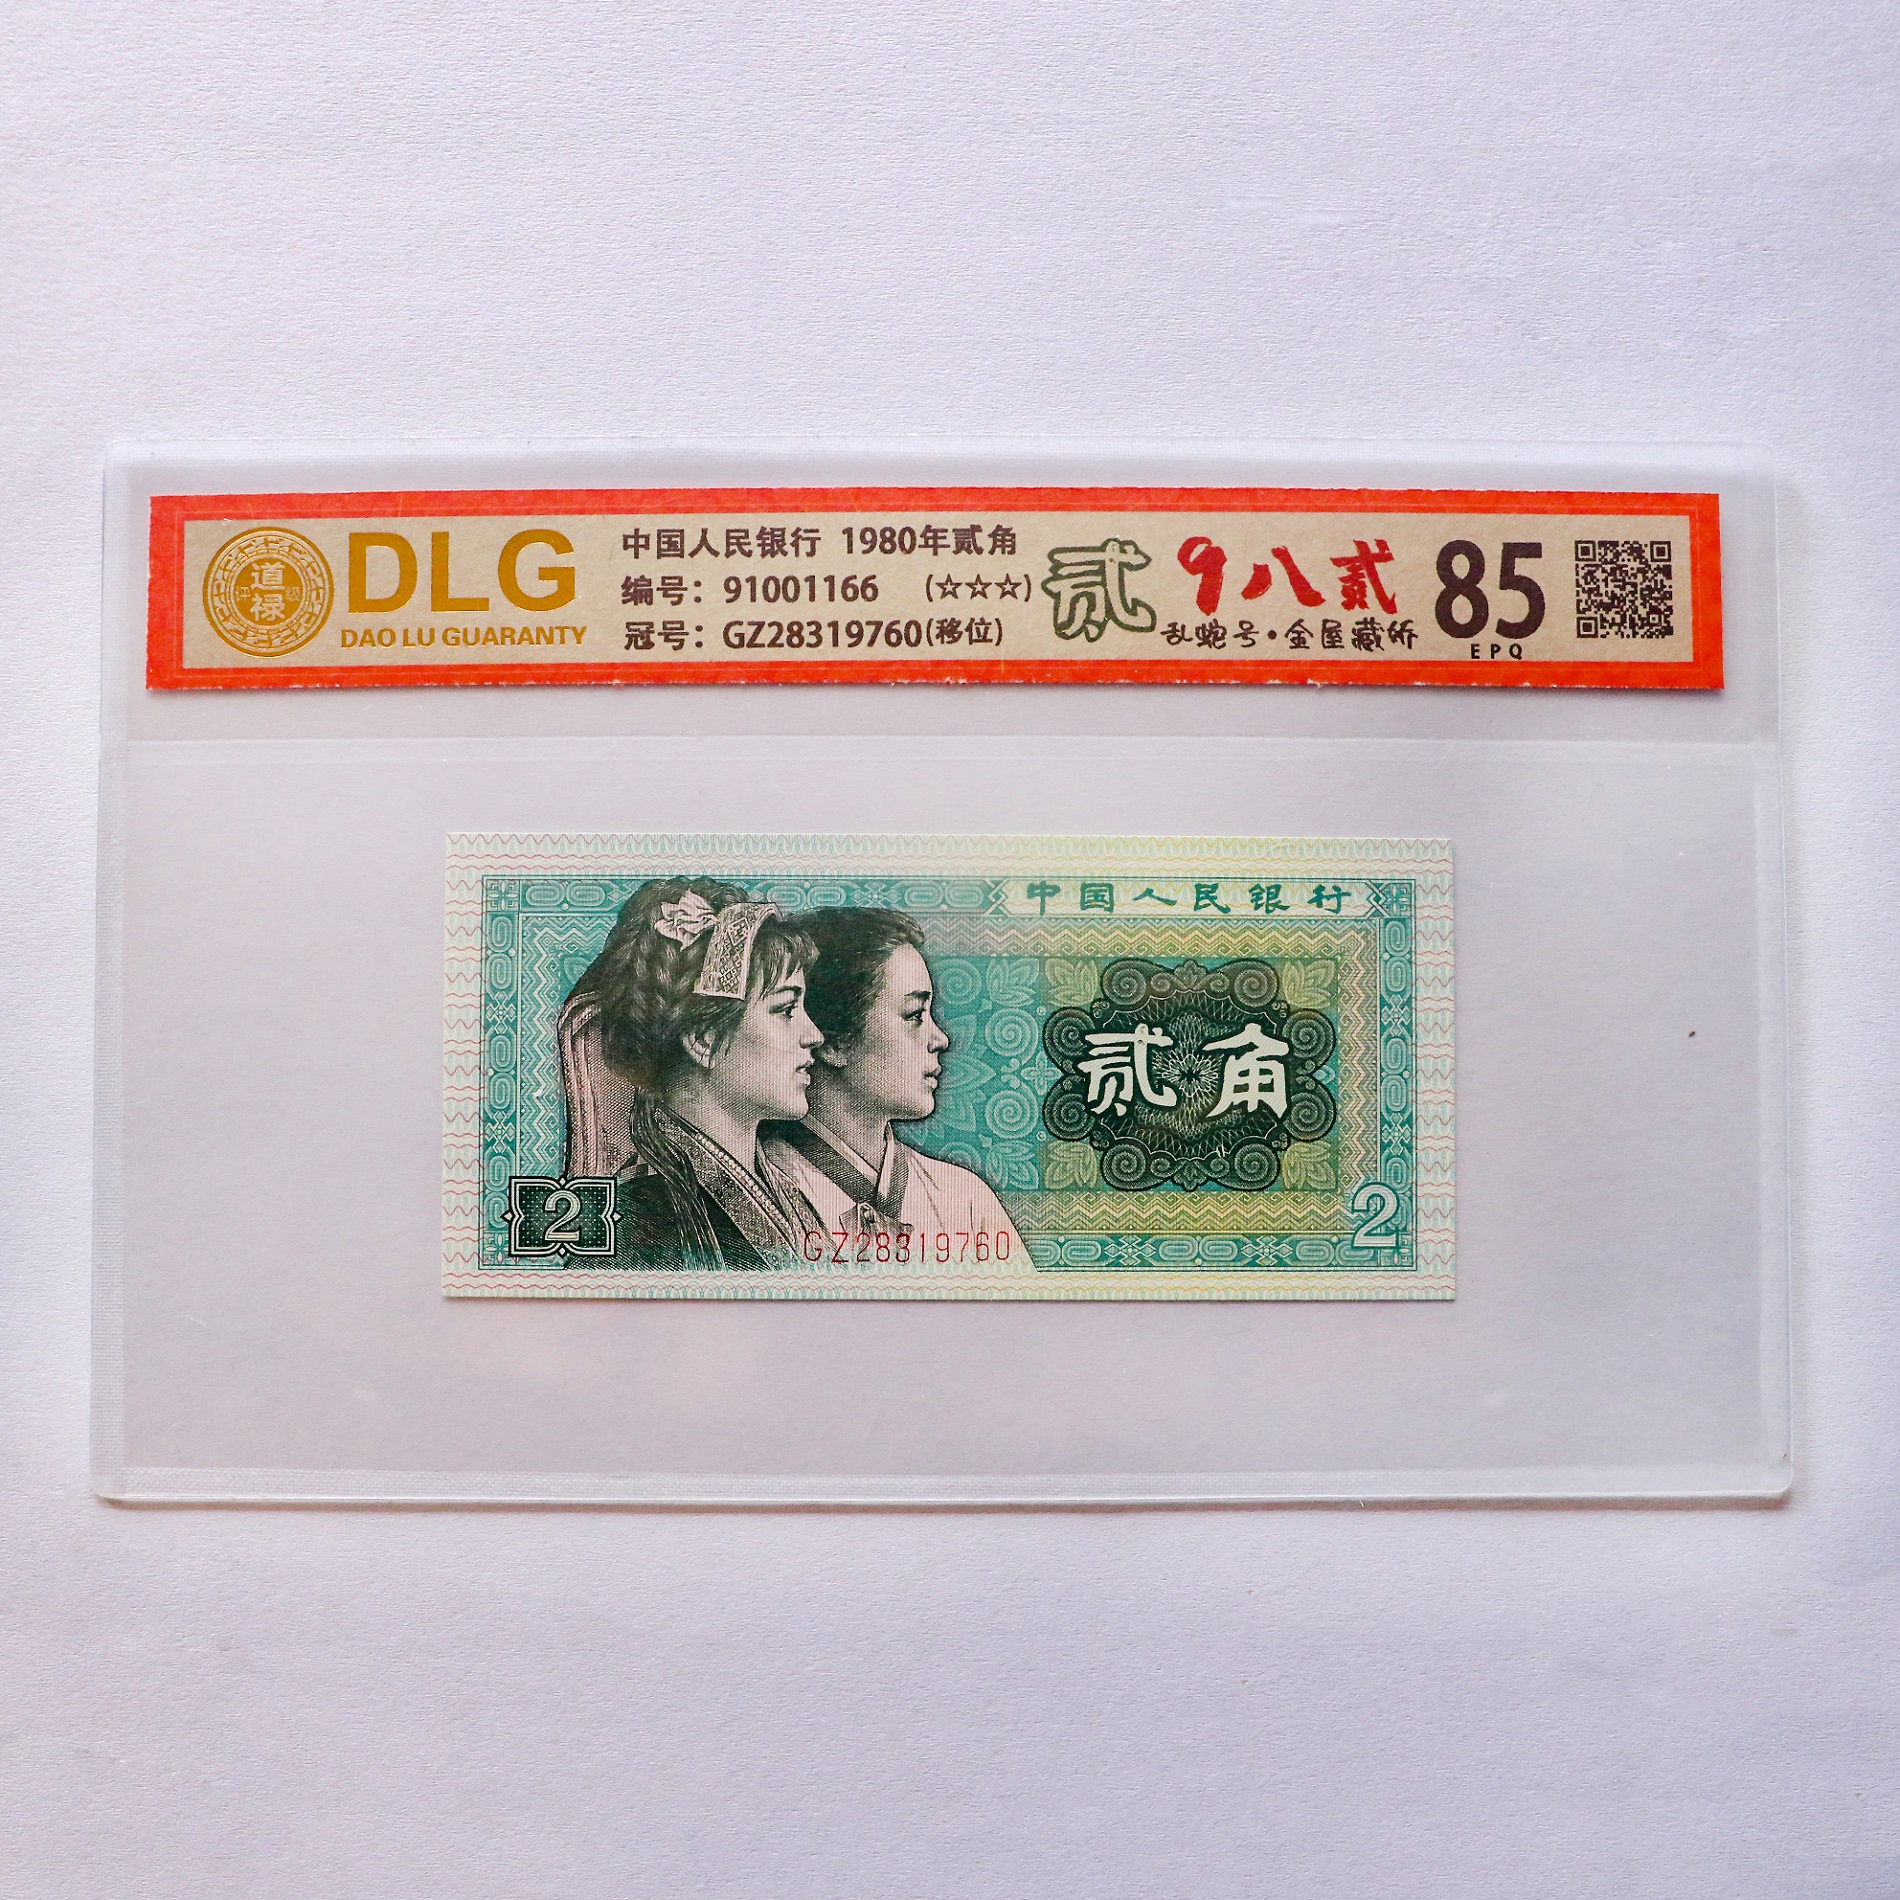 道
评 级
禄
DLG
DAO LU GUARANTY
中国人民银行 1980年贰角
编号：91001166 (☆☆☆)
冠号：GZ28319760(移位)
贰
9八贰
乱蛇号·金屋藏娇
85
EPQ
中国人民银行
贰角
2
GZ28319760
2